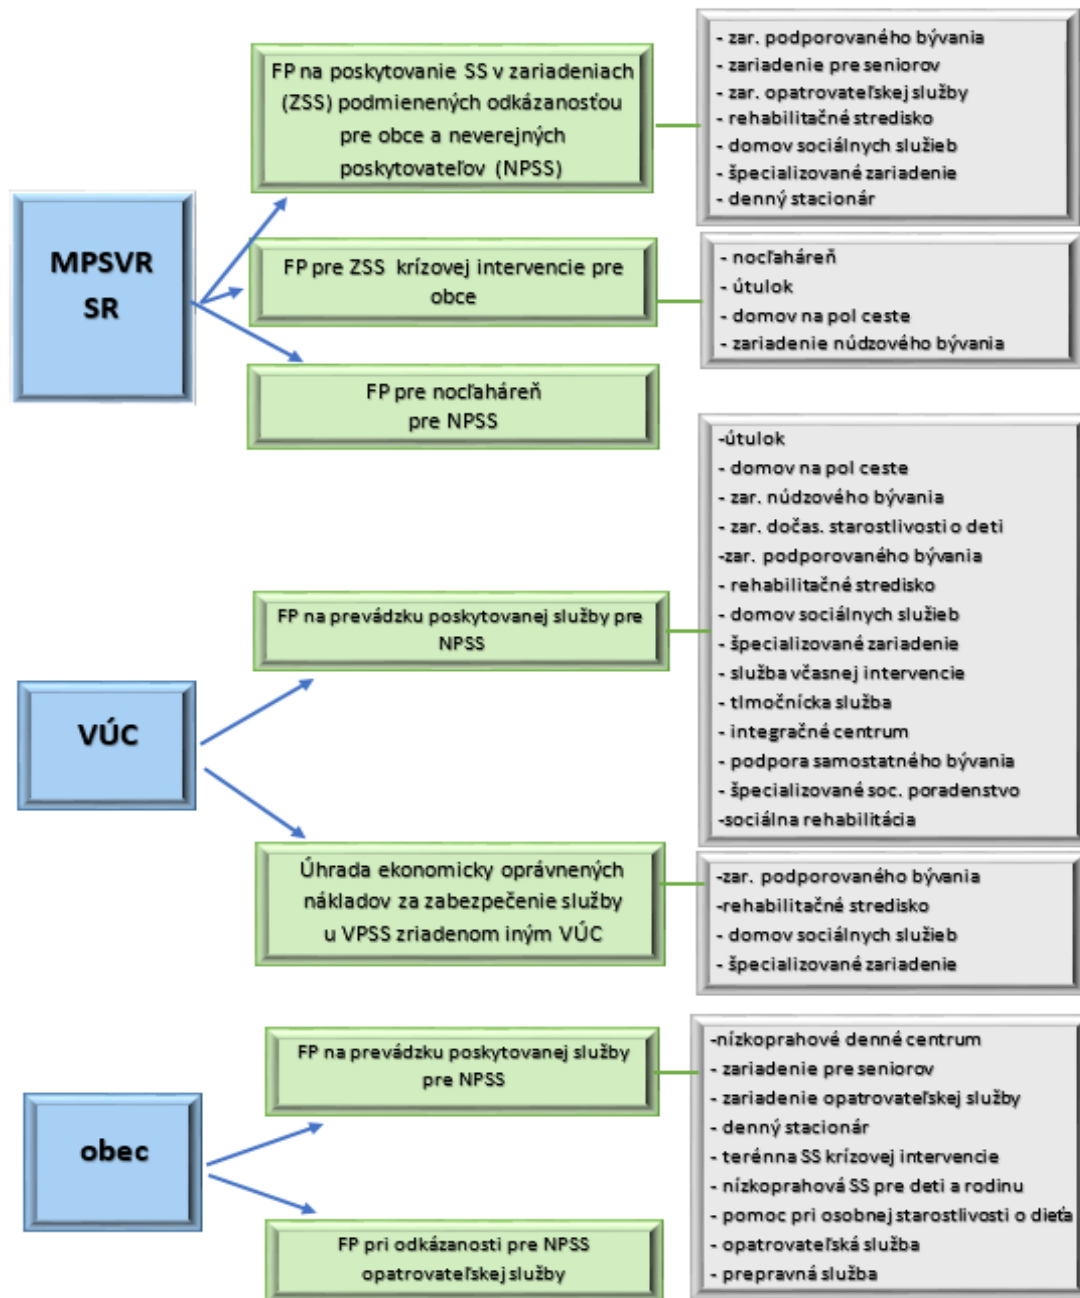 MPSVR
SR
FP na poskytovanie SS v zariadeniach
(ZSS) podmienených odkázanosťou
pre obce a neverejných
poskytovateľov (NPSS)
- zar. podporovaného bývania
- zariadenie pre seniorov
- zar. opatrovateľskej služby
- rehabilitačné stredisko
- domov sociálnych služieb
- špecializované zariadenie
- denný stacionár
FP pre ZSS krízovej intervencie pre
obce
- nocľaháreň
- útulok
- domov na pol ceste
- zariadenie núdzového bývania
FP pre nocľaháreň
pre NPSS
VÚC
FP na prevádzku poskytovanej služby pre
NPSS
-útulok
- domov na pol ceste
- zar. núdzového bývania
- zar. dočas. starostlivosti o deti
-zar. podporovaného bývania
- rehabilitačné stredisko
- domov sociálnych služieb
- špecializované zariadenie
- služba včasnej intervencie
- tlmočnícka služba
- integračné centrum
- podpora samostatného bývania
- špecializované soc. poradenstvo
-sociálna rehabilitácia
Úhrada ekonomicky oprávnených
nákladov za zabezpečenie služby
u VPSS zriadenom iným VÚC
-zar. podporovaného bývania
-rehabilitačné stredisko
- domov sociálnych služieb
- špecializované zariadenie
obec
FP na prevádzku poskytovanej služby
pre NPSS
-nízkoprahové denné centrum
- zariadenie pre seniorov
- zariadenie opatrovateľskej služby
- denný stacionár
- terénna SS krízovej intervencie
- nízkoprahová SS pre deti a rodinu
- pomoc pri osobnej starostlivosti o dieťa
- opatrovateľská služba
- prepravná služba
FP pri odkázanosti pre NPSS
opatrovateľskej služby